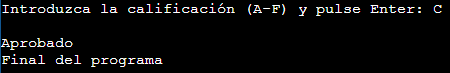 Introduzca la calificación (A-F) y pulse Enter: C
Aprobado
Final del programa